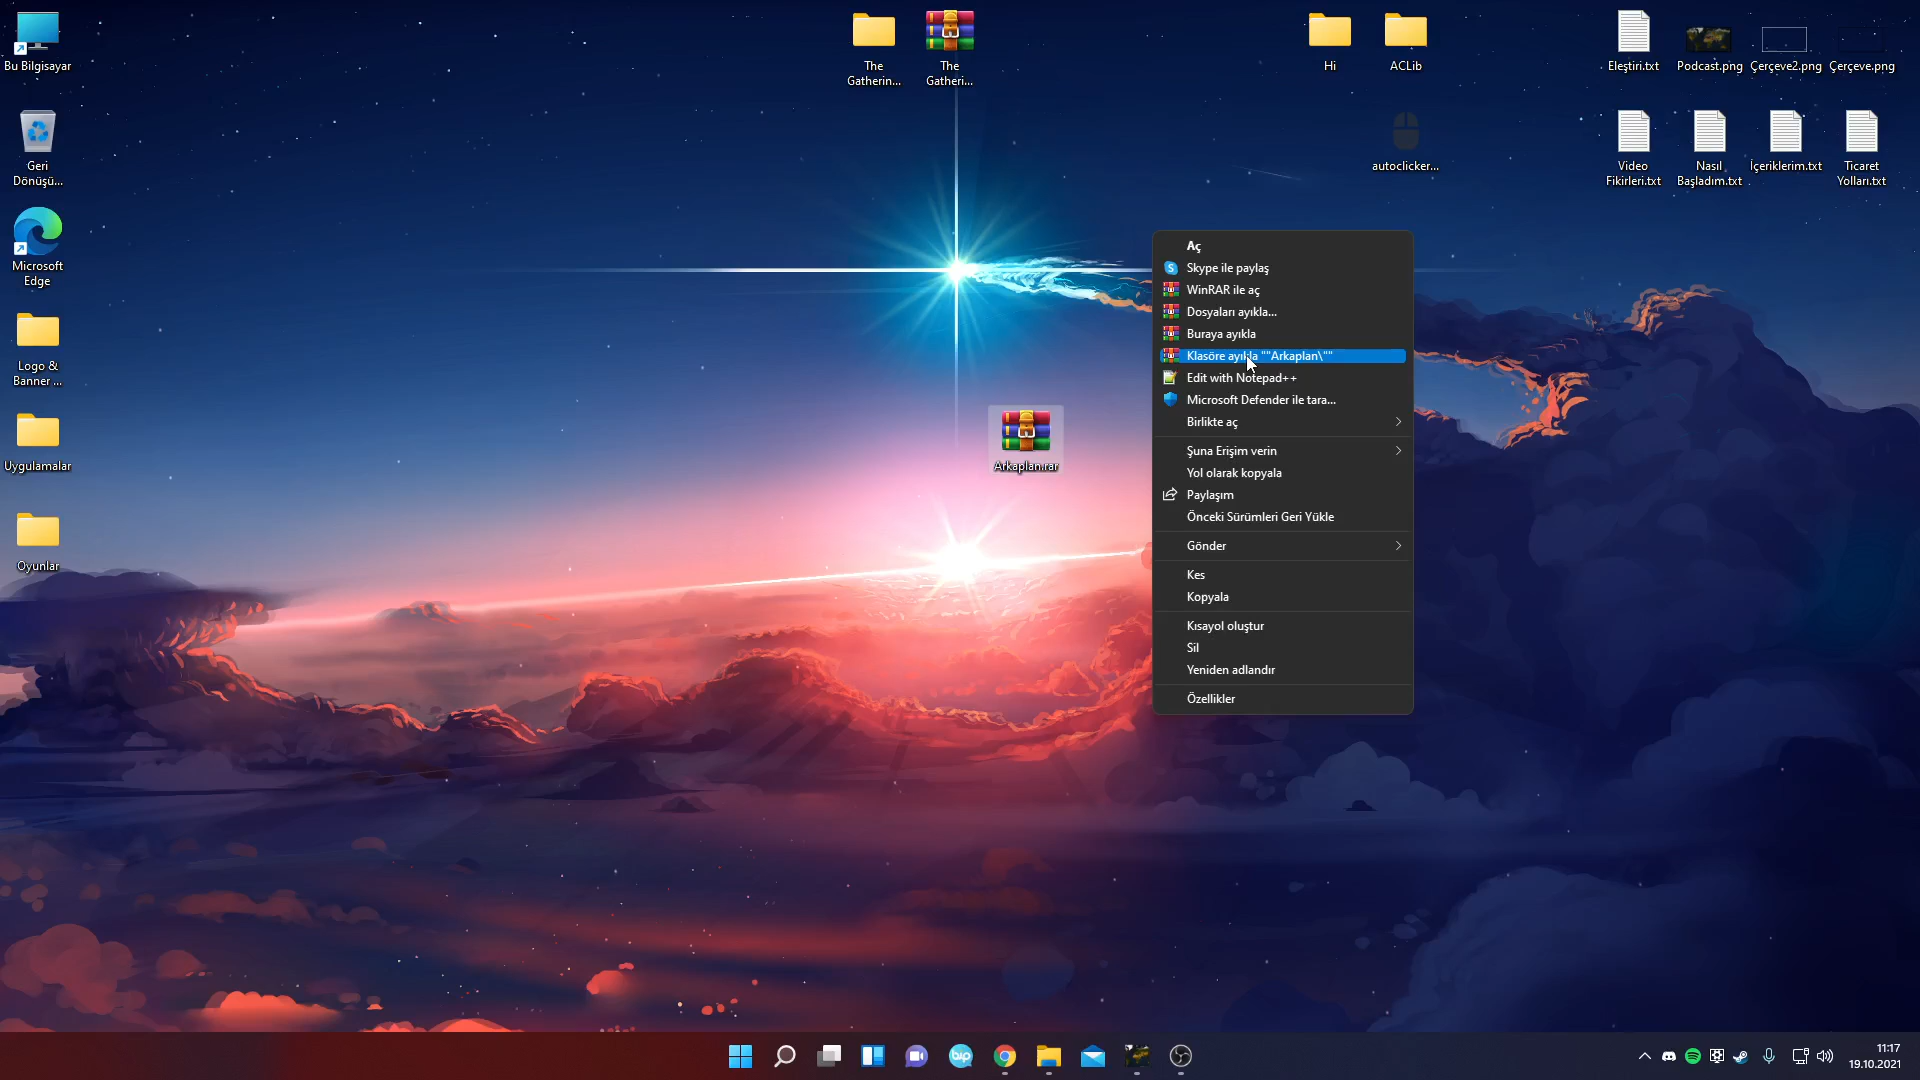 Bu Bilgisayar
Geri
Dönüşü...
Microsoft
Edge
Logo &
Banner ...
Uygulamalar
Oyunlar
The
Gatherin...
The
Gatheri...
Hi
ACLib
autoclicker...
Eleştiri.txt
Podcast.png
Çerçeve2.png
Çerçeve.png
Video
Fikirleri.txt
Nasıl
Başladım.txt
İçeriklerim.txt
Ticaret
Yolları.txt
Arkaplan.rar
Aç
Skype ile paylaş
WinRAR ile aç
Dosyaları ayıkla...
Buraya ayıkla
Klasöre ayıkla ""Arkaplan\""
Edit with Notepad++
Microsoft Defender ile tara...
Birlikte aç
Şuna Erişim verin
Yol olarak kopyala
Paylaşım
Önceki Sürümleri Geri Yükle
Gönder
Kes
Kopyala
Kısayol oluştur
Sil
Yeniden adlandır
Özellikler
bip
11:17
19.10.2021